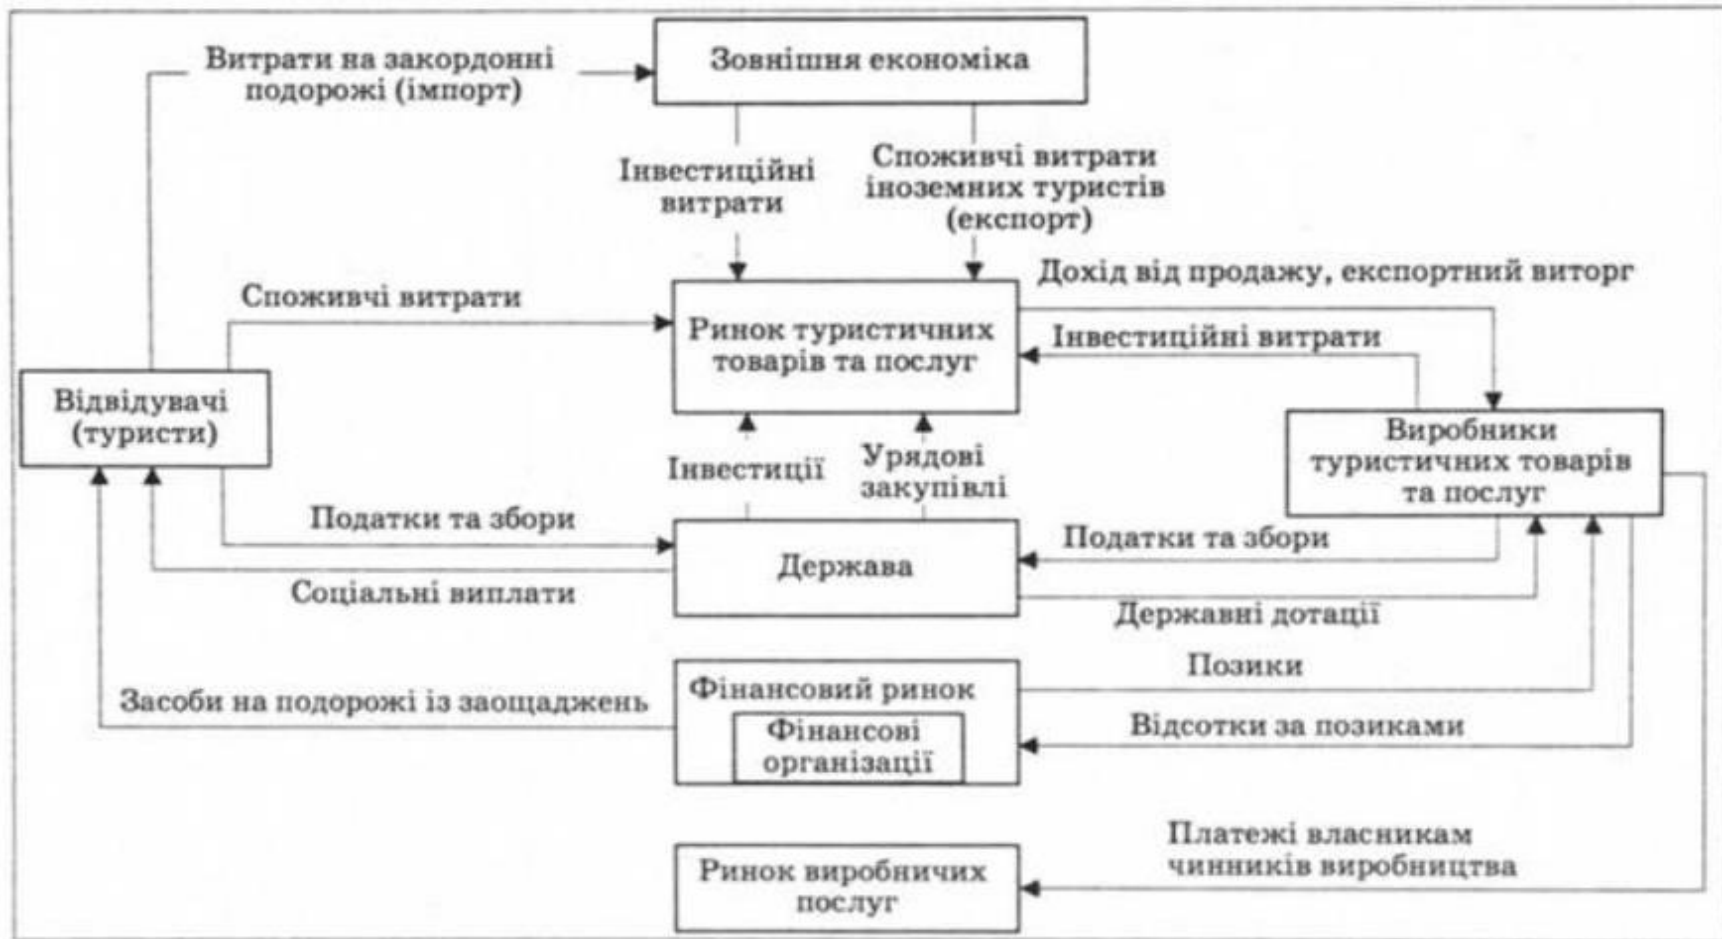 Витрати на закордонні
подорожі (імпорт)
Зовнішня економіка
Інвестиційні
витрати
Споживчі витрати
іноземних туристів
(експорт)
Споживчі витрати
Ринок туристичних
товарів та послуг
Дохід від продажу, експортний виторг
Інвестиційні витрати
Відвідувачі
(туристи)
Виробники
туристичних товарів
та послуг
Інвестиції
Урядові
закупівлі
Податки та збори
Держава
Податки та збори
Соціальні виплати
Державні дотації
Засоби на подорожі із заощаджень
Фінансовий ринок
Фінансові
організації
Позики
Відсотки за позиками
Ринок виробничих
послуг
Платежі власникам
чинників виробництва